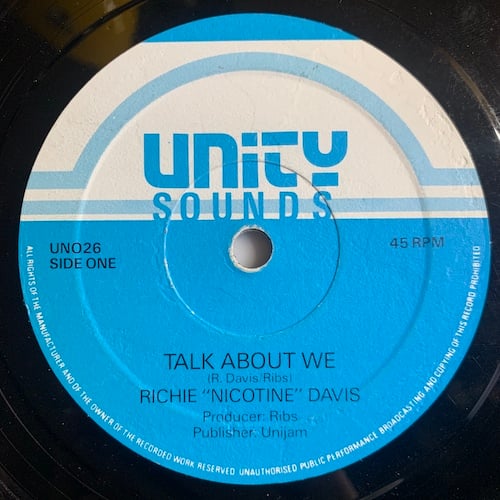 UNITY
SOUNDS
UNO26
SIDE ONE
45 RPM
TALK ABOUT WE
(R. Davis/Ribs)
RICHIE "NICOTINE" DAVIS
Producer: Ribs
Publisher: Unijam
ALL RIGHTS OF THE MANUFACTURER AND OF THE OWNER OF THE RECORDED WORK RESERVED UNAUTHORISED PUBLIC PERFORMANCE BROADCASTING AND COPYING OF THIS RECORD PROHIBITED